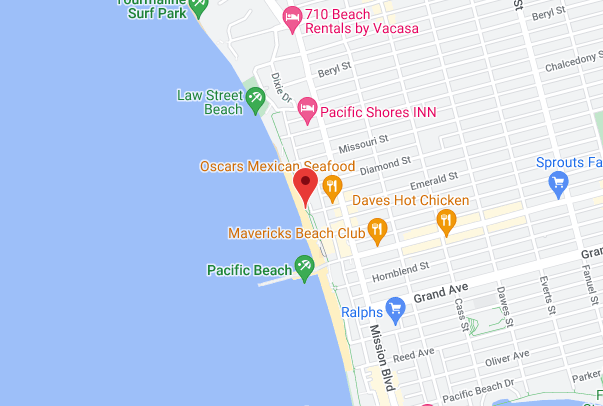 Tourmaline
Surf Park
710 Beach
Rentals by Vacasa
St
Beryl St
Beryl St
Chalcedony St
Dixie Dr
Law Street
Beach
Pacific Shores INN
Missouri St
Diamond St
Oscars Mexican Seafood
Emerald St
Sprouts Fa
Daves Hot Chicken
Mavericks Beach Club
Pacific Beach
Hornblend St
Gra
Grand Ave
Ralphs
Cass St
Dawes St
Everts St
Fanuel St
Mission Blvd
Reed Ave
Oliver Ave
Pacific Beach Dr
Parker
F